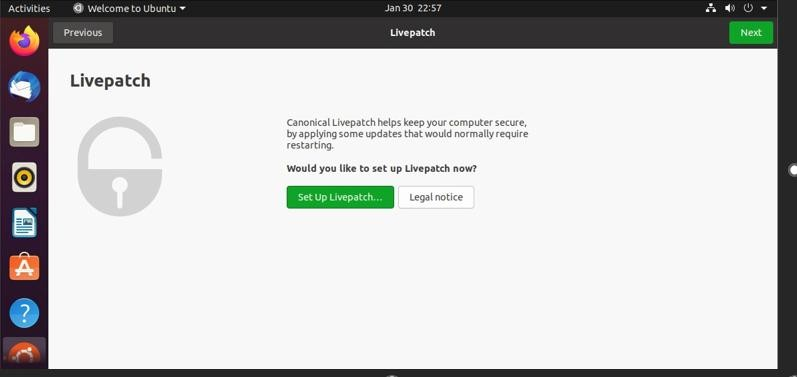 Activities
Welcome to Ubuntu
Jan 30 22:57
Previous
Livepatch
Next
Livepatch
Canonical Livepatch helps keep your computer secure,
by applying some updates that would normally require
restarting.
Would you like to set up Livepatch now?
Set Up Livepatch…
Legal notice